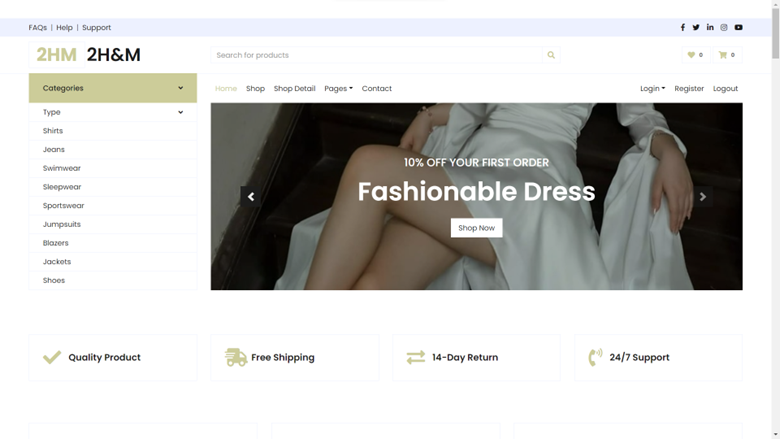 FAQs | Help | Support
2HM 2H&M
Search for products
0 0
Categories
Home Shop Shop Detail Pages Contact
Login Register Logout
Type
Shirts
Jeans
Swimwear
Sleepwear
Sportswear
Jumpsuits
Blazers
Jackets
Shoes
10% OFF YOUR FIRST ORDER
Fashionable Dress
Shop Now
Quality Product
Free Shipping
14-Day Return
24/7 Support